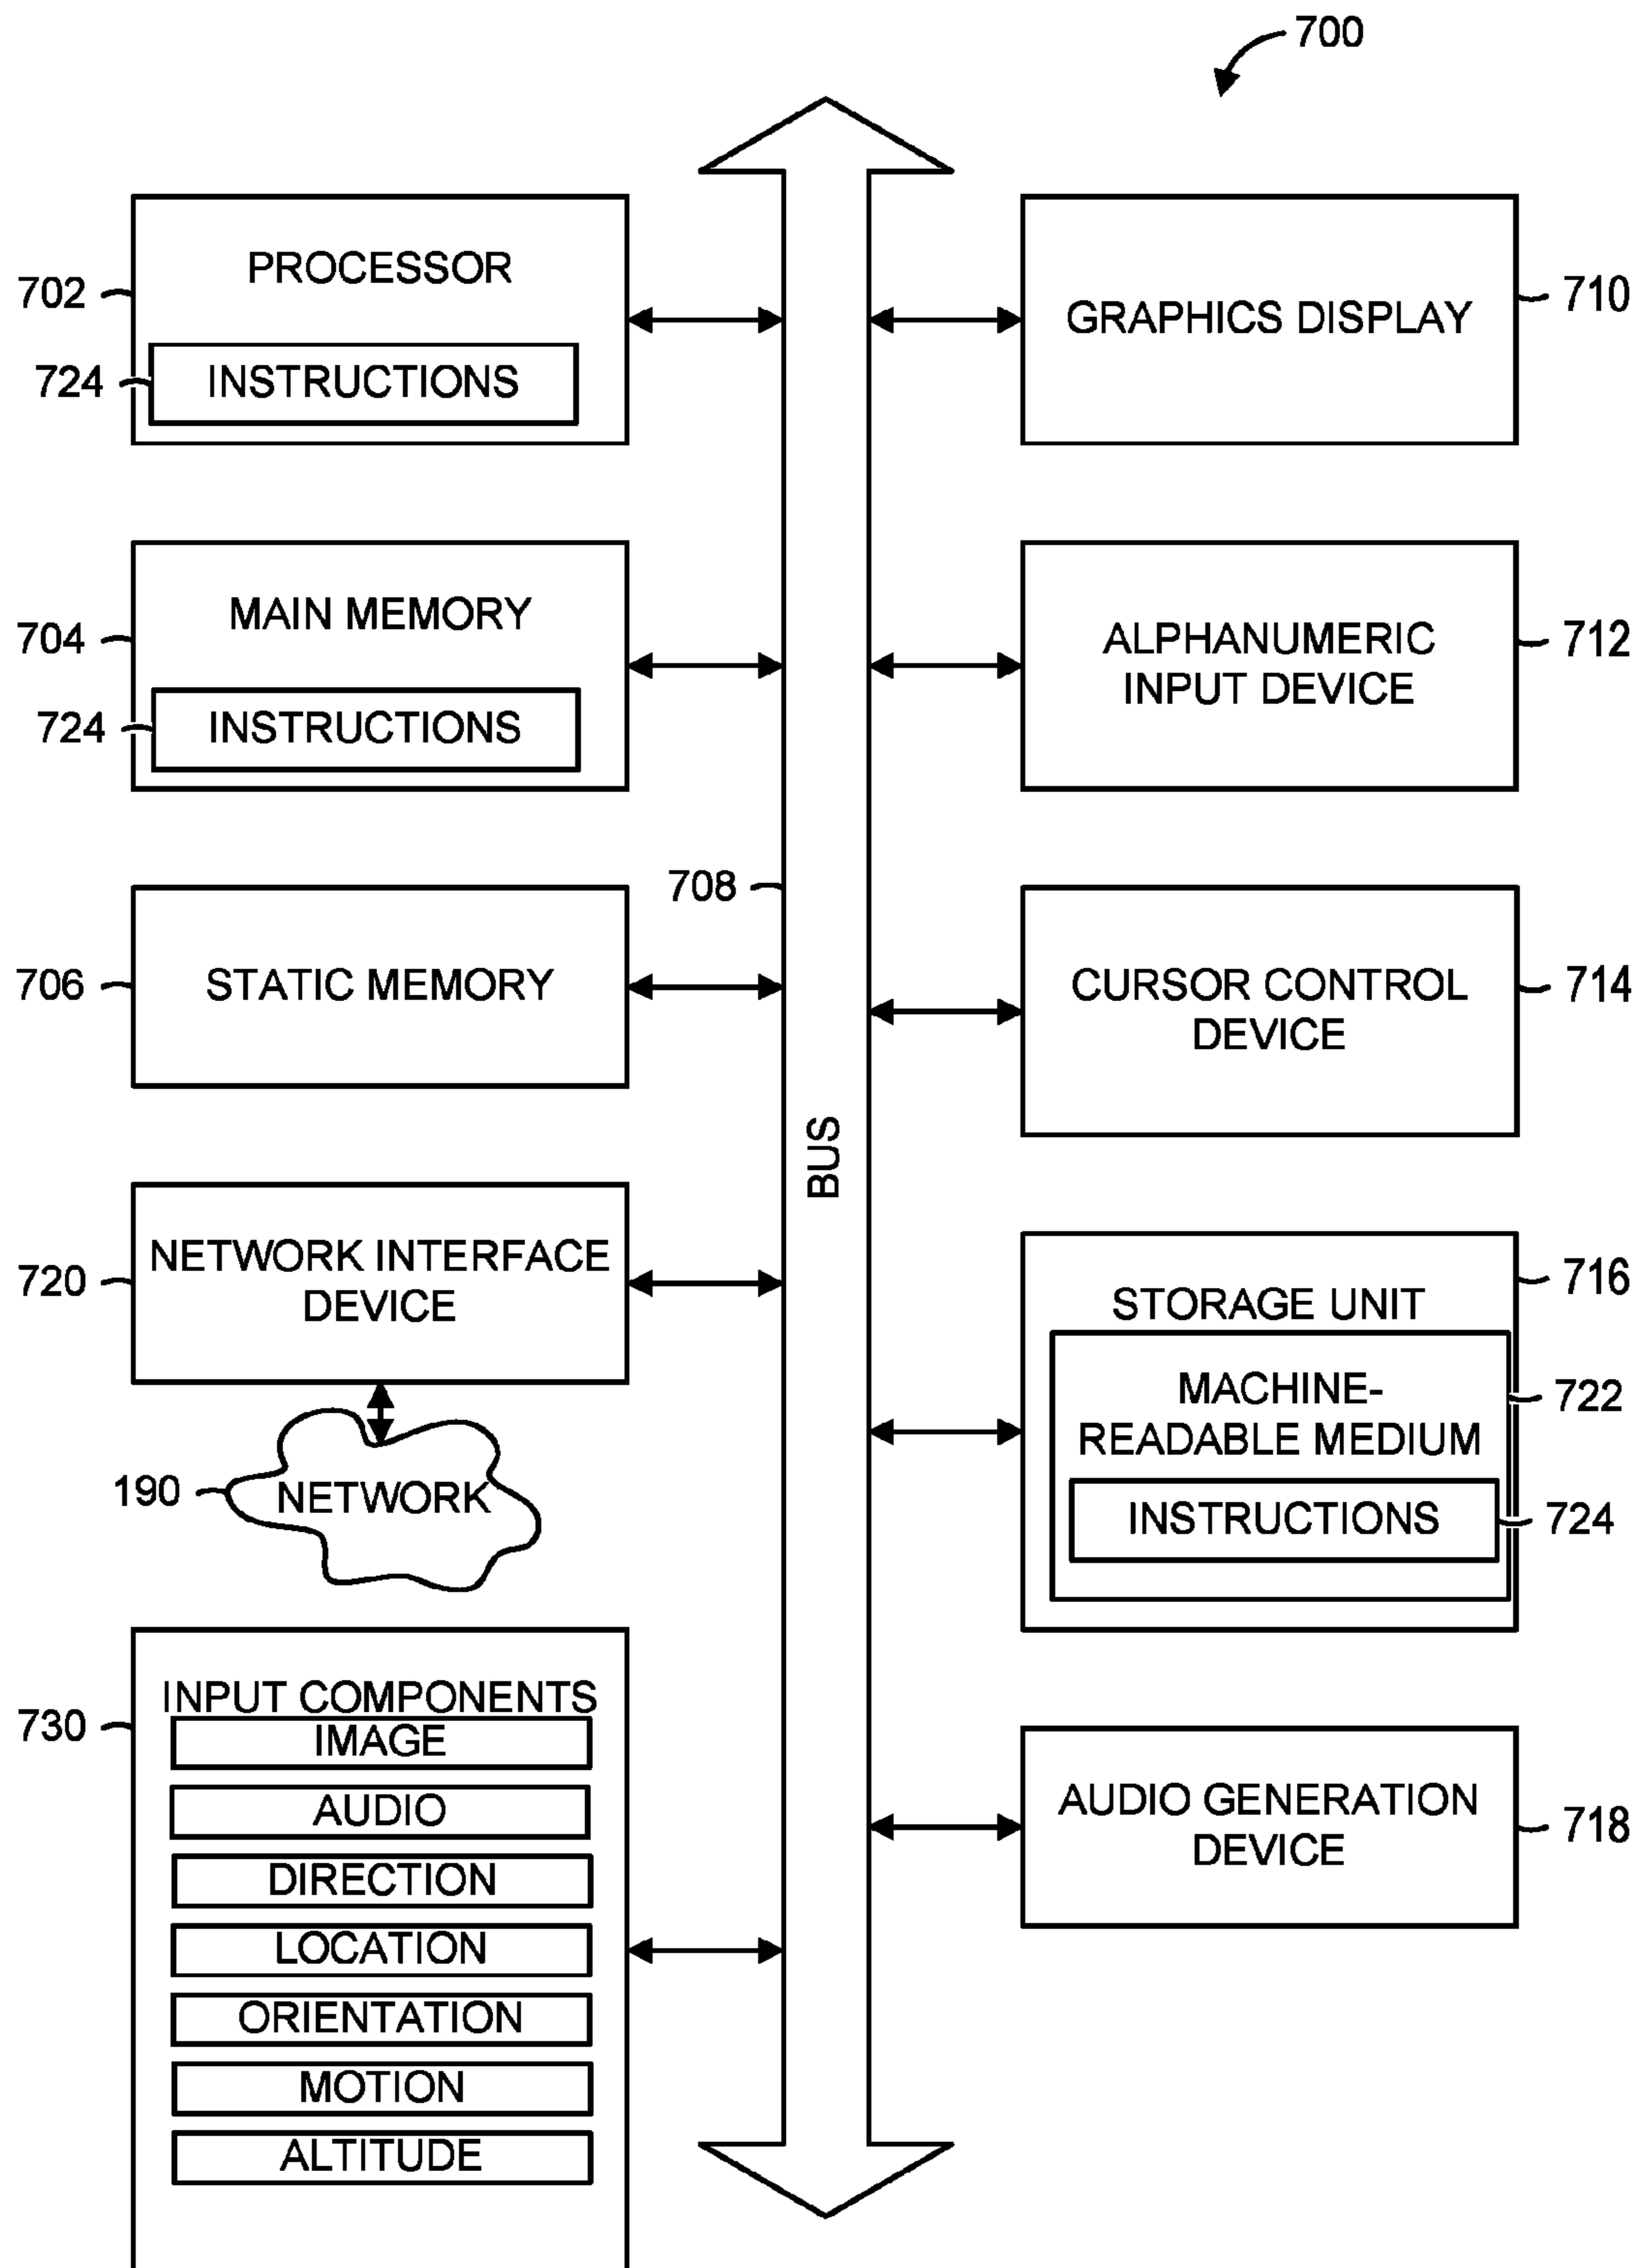 700
PROCESSOR
702
724
INSTRUCTIONS
MAIN MEMORY
704
724
INSTRUCTIONS
706
STATIC MEMORY
720
NETWORK INTERFACE
DEVICE
190
NETWORK
730
INPUT COMPONENTS
IMAGE
AUDIO
DIRECTION
LOCATION
ORIENTATION
MOTION
ALTITUDE
708
BUS
GRAPHICS DISPLAY
710
ALPHANUMERIC
INPUT DEVICE
712
CURSOR CONTROL
DEVICE
714
STORAGE UNIT
716
MACHINE-
READABLE MEDIUM
722
INSTRUCTIONS
724
AUDIO GENERATION
DEVICE
718